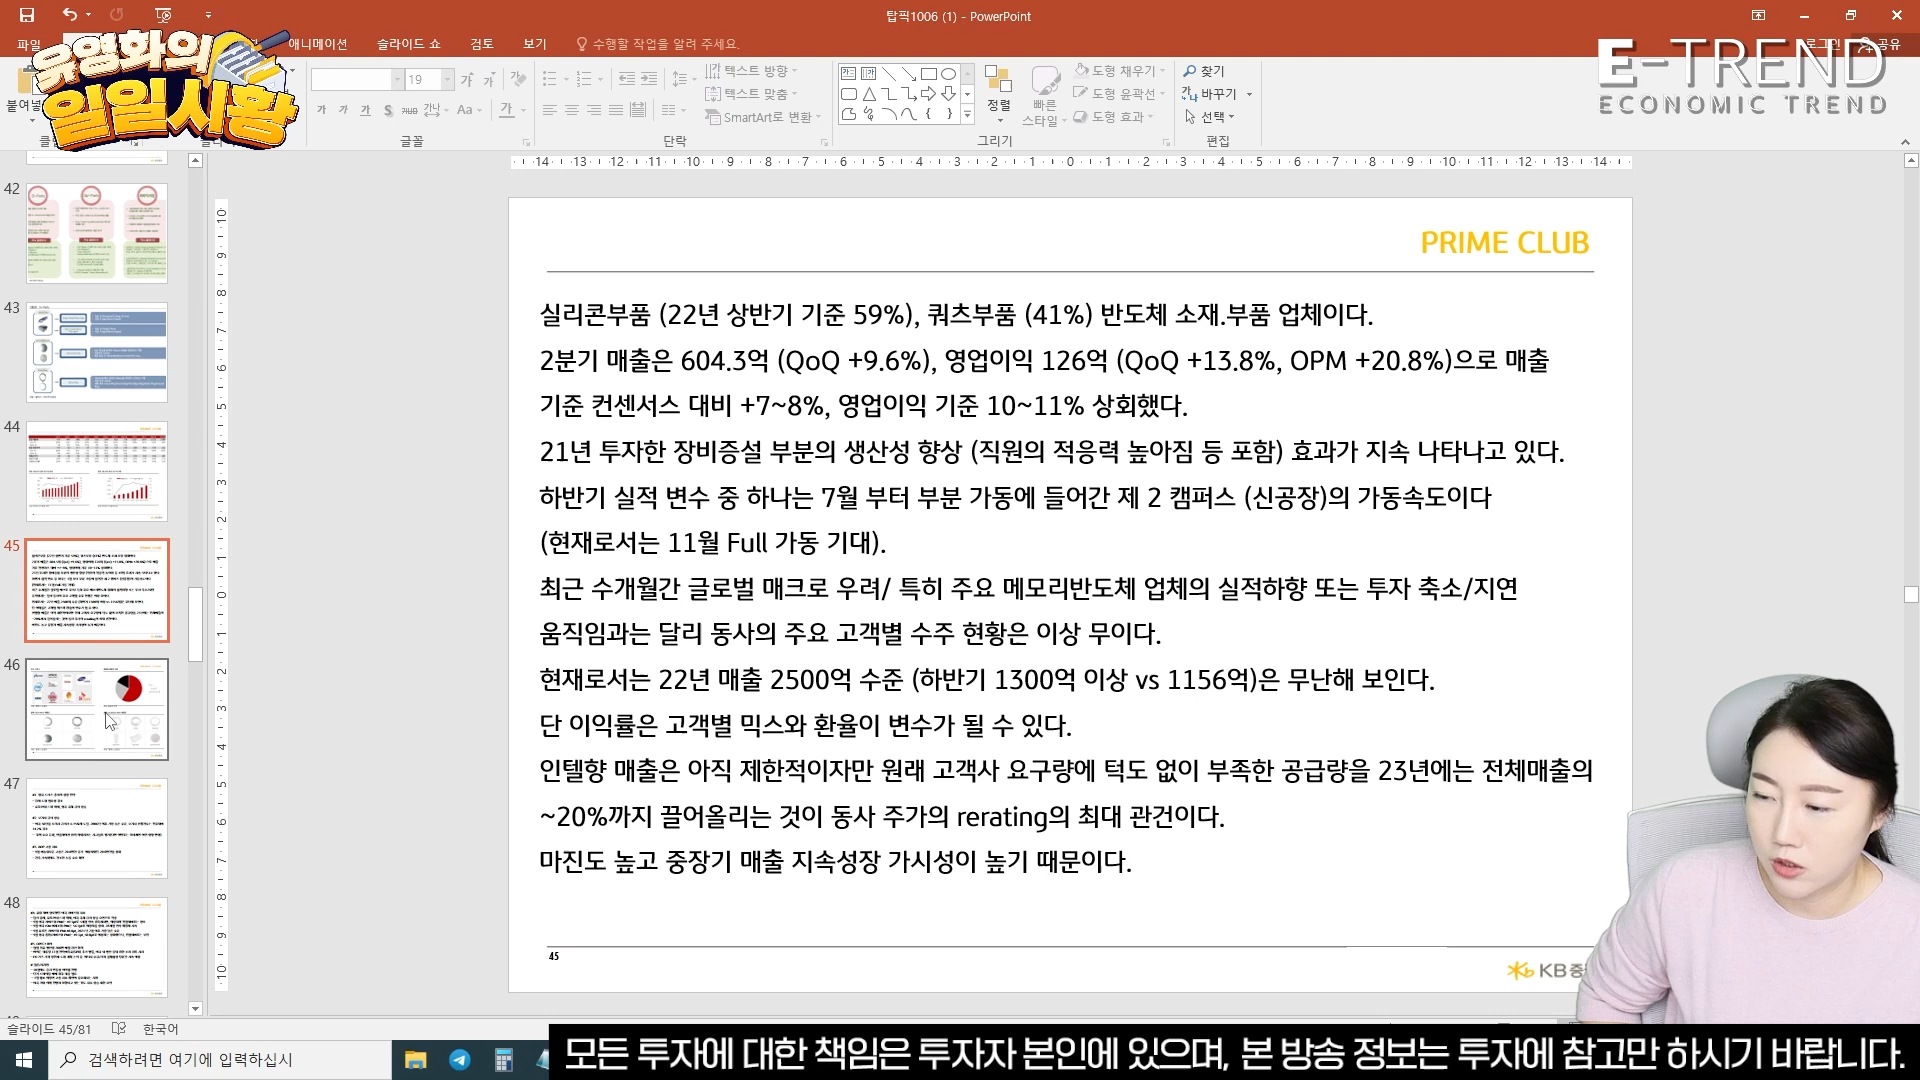 탑픽1006 (1) - PowerPoint
유영화의
일일시황
파일
애니메이션
슬라이드 쇼
검토
보기
수행할 작업을 알려 주세요.
로그인
공유
E-TREND
ECONOMIC TREND
19
텍스트 방향
텍스트 맞춤
SmartArt로 변환
정렬
빠른
스타일
도형 채우기
도형 윤곽선
도형 효과
찾기
바꾸기
선택
글꼴
단락
그리기
편집
42
43
44
45
46
47
48
PRIME CLUB
실리콘부품 (22년 상반기 기준 59%), 쿼츠부품 (41%) 반도체 소재.부품 업체이다.
2분기 매출은 604.3억 (QoQ +9.6%), 영업이익 126억 (QoQ +13.8%, OPM +20.8%)으로 매출
기준 컨센서스 대비 +7~8%, 영업이익 기준 10~11% 상회했다.
21년 투자한 장비증설 부분의 생산성 향상 (직원의 적응력 높아짐 등 포함) 효과가 지속 나타나고 있다.
하반기 실적 변수 중 하나는 7월 부터 부분 가동에 들어간 제 2 캠퍼스 (신공장)의 가동속도이다
(현재로서는 11월 Full 가동 기대).
최근 수개월간 글로벌 매크로 우려/ 특히 주요 메모리반도체 업체의 실적하향 또는 투자 축소/지연
움직임과는 달리 동사의 주요 고객별 수주 현황은 이상 무이다.
현재로서는 22년 매출 2500억 수준 (하반기 1300억 이상 vs 1156억)은 무난해 보인다.
단 이익률은 고객별 믹스와 환율이 변수가 될 수 있다.
인텔향 매출은 아직 제한적이자만 원래 고객사 요구량에 턱도 없이 부족한 공급량을 23년에는 전체매출의
~20%까지 끌어올리는 것이 동사 주가의 rerating의 최대 관건이다.
마진도 높고 중장기 매출 지속성장 가시성이 높기 때문이다.
45
KB증
슬라이드 45/81
한국어
검색하려면 여기에 입력하십시
모든 투자에 대한 책임은 투자자 본인에 있으며, 본 방송 정보는 투자에 참고만 하시기 바랍니다.